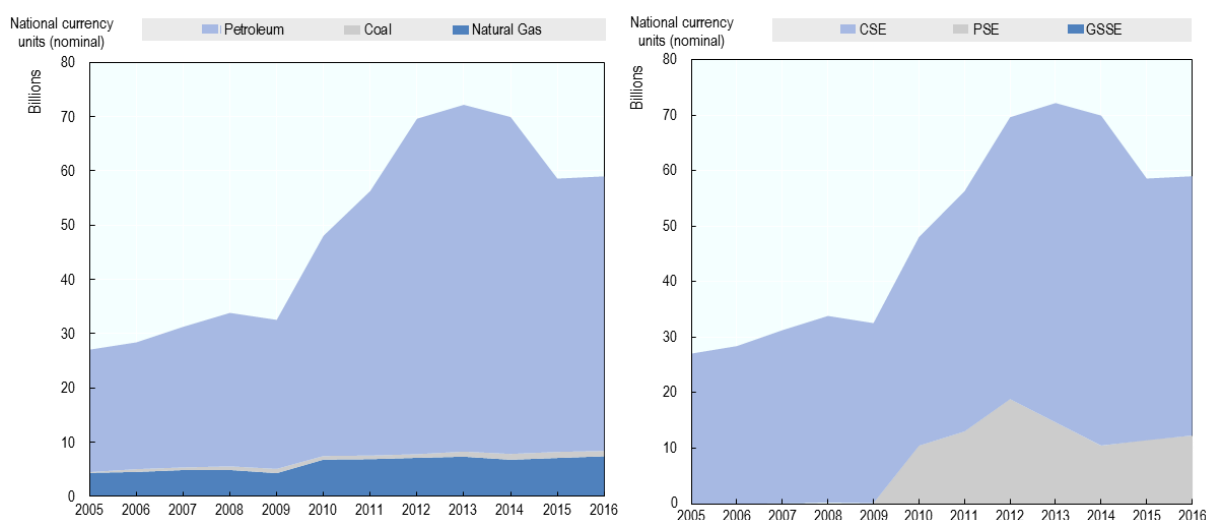 National currency
units (nominal)
Petroleum Coal Natural Gas
Billions
80
70
60
50
40
30
20
10
0
2005 2006 2007 2008 2009 2010 2011 2012 2013 2014 2015 2016
National currency
units (nominal)
CSE PSE GSSE
Billions
80
70
60
50
40
30
20
10
0
2005 2006 2007 2008 2009 2010 2011 2012 2013 2014 2015 2016